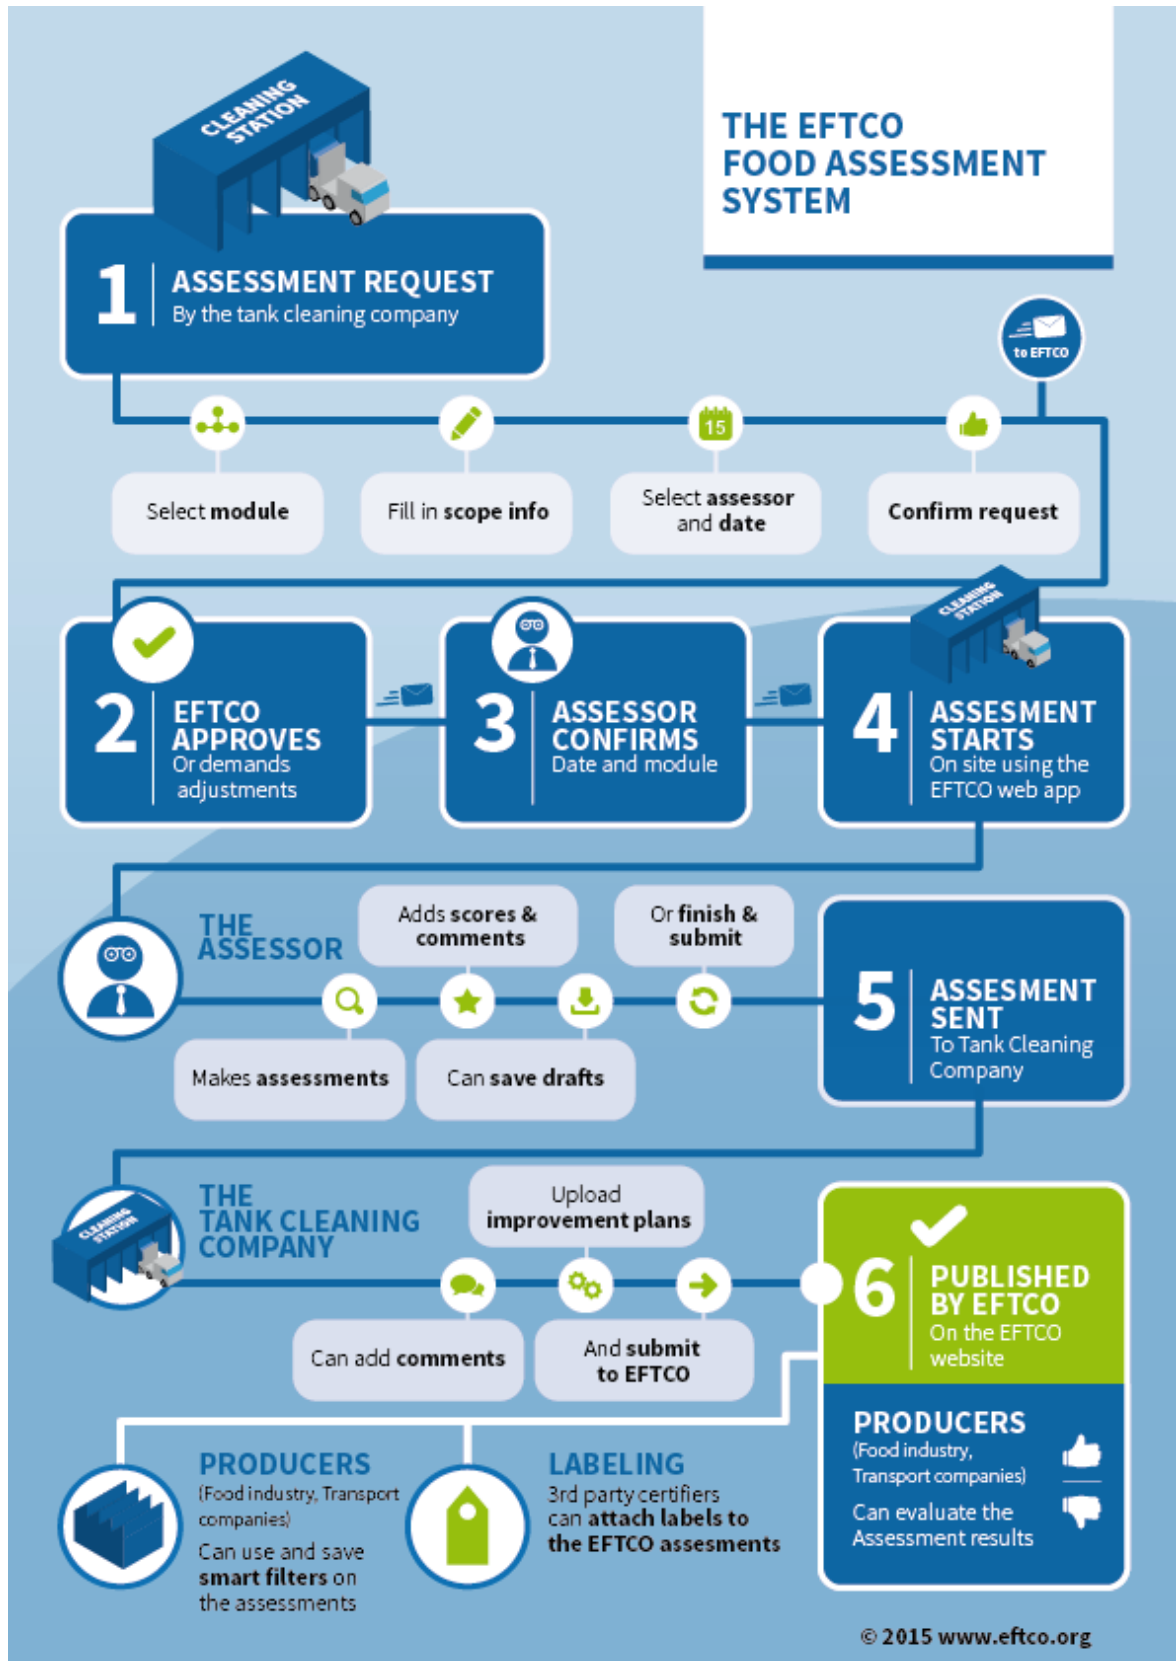 CLEANING
STATION
THE EFTCO
FOOD ASSESSMENT
SYSTEM
1
ASSESSMENT REQUEST
By the tank cleaning company
to EFTCO
15
Select module
Fill in scope info
Select assessor
and date
Confirm request
CLEANING
STATION
2
EFTCO
APPROVES
Or demands
adjustments
3
ASSESSOR
CONFIRMS
Date and module
4
ASSESMENT
STARTS
On site using the
EFTCO web app
THE
ASSESSOR
Adds scores &
comments
Or finish &
submit
Makes assessments
Can save drafts
5
ASSESMENT
SENT
To Tank Cleaning
Company
CLEANING
STATION
THE
TANK CLEANING
COMPANY
Upload
improvement plans
Can add comments
And submit
to EFTCO
6
PUBLISHED
BY EFTCO
On the EFTCO
website
PRODUCERS
(Food industry,
Transport companies)
Can evaluate the
Assessment results
PRODUCERS
(Food industry, Transport
companies)
Can use and save
smart filters on
the assessments
LABELING
3rd party certifiers
can attach labels to
the EFTCO assesments
© 2015 www.eftco.org